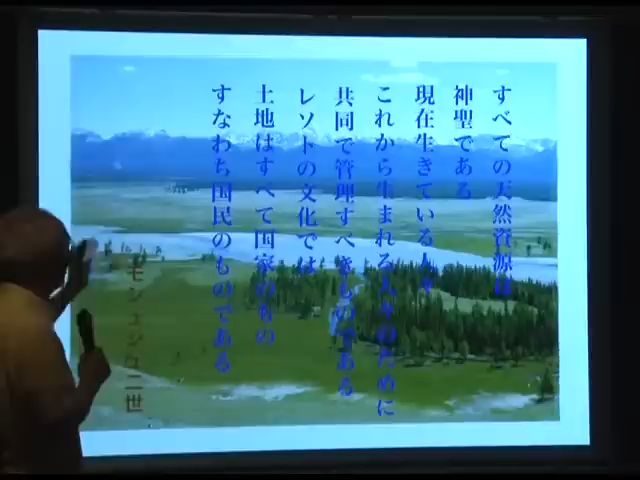 すべての天然資源は
神聖である
現在生きている人々
これから生まれる人々のために
共同で管理すべきものである
レソトの文化では
土地はすべて国家のもの
すなわち国民のものである
モシュシュ二世